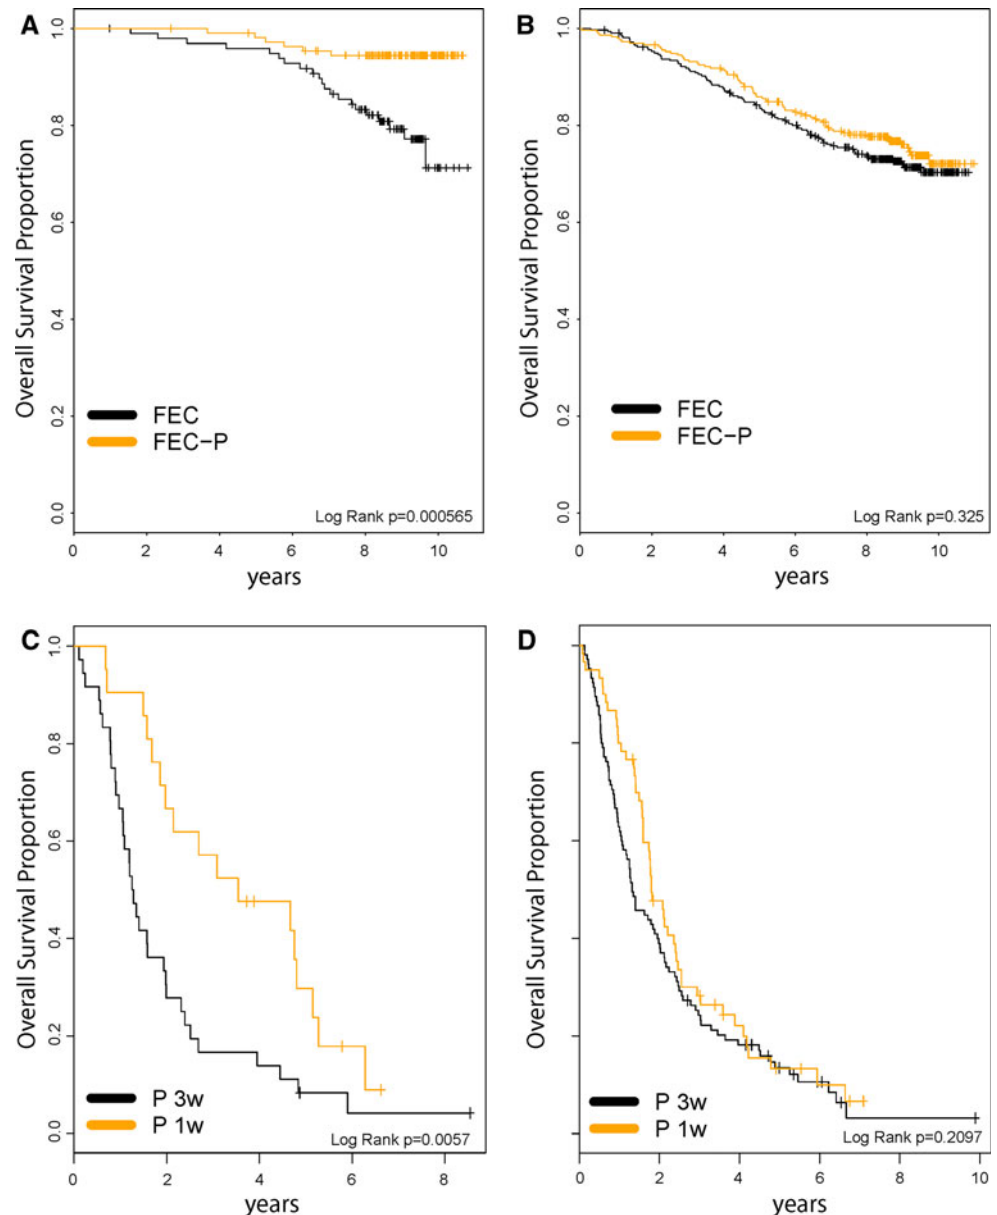 A
Overall Survival Proportion
1.0
0.8
0.6
0.4
0.2
0.0
FEC
FEC-P
Log Rank p=0.000565
0 2 4 6 8 10
years
B
Overall Survival Proportion
1.0
0.8
0.6
0.4
0.2
0.0
FEC
FEC-P
Log Rank p=0.325
0 2 4 6 8 10
years
C
Overall Survival Proportion
1.0
0.8
0.6
0.4
0.2
0.0
P 3w
P 1w
Log Rank p=0.0057
0 2 4 6 8
years
D
Overall Survival Proportion
P 3w
P 1w
Log Rank p=0.2097
0 2 4 6 8 10
years